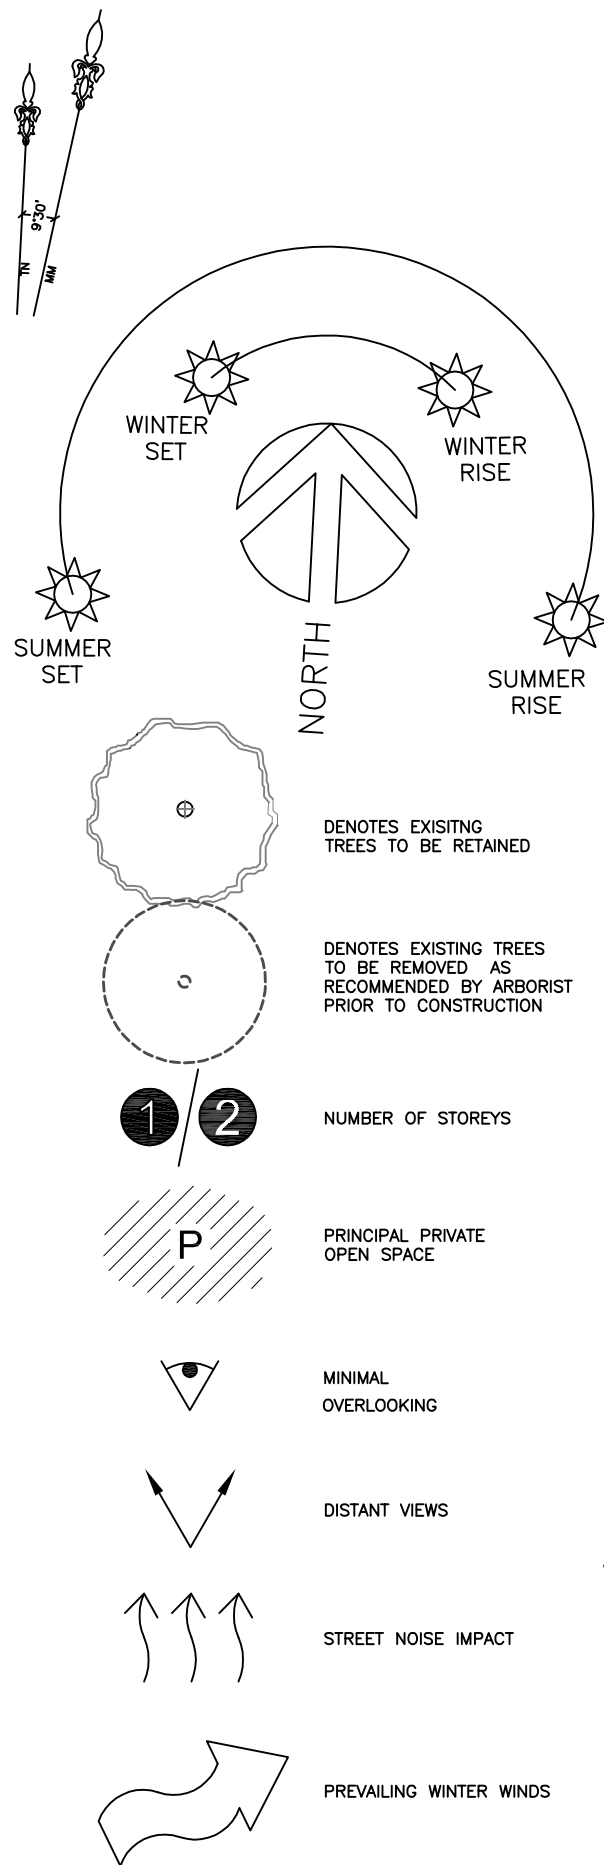 9°30'
TN
MM
WINTER
SET
WINTER
RISE
SUMMER
SET
SUMMER
RISE
NORTH
DENOTES EXISITNG
TREES TO BE RETAINED
DENOTES EXISTING TREES
TO BE REMOVED AS
RECOMMENDED BY ARBORIST
PRIOR TO CONSTRUCTION
1/2
NUMBER OF STOREYS
P
PRINCIPAL PRIVATE
OPEN SPACE
MINIMAL
OVERLOOKING
DISTANT VIEWS
STREET NOISE IMPACT
PREVAILING WINTER WINDS